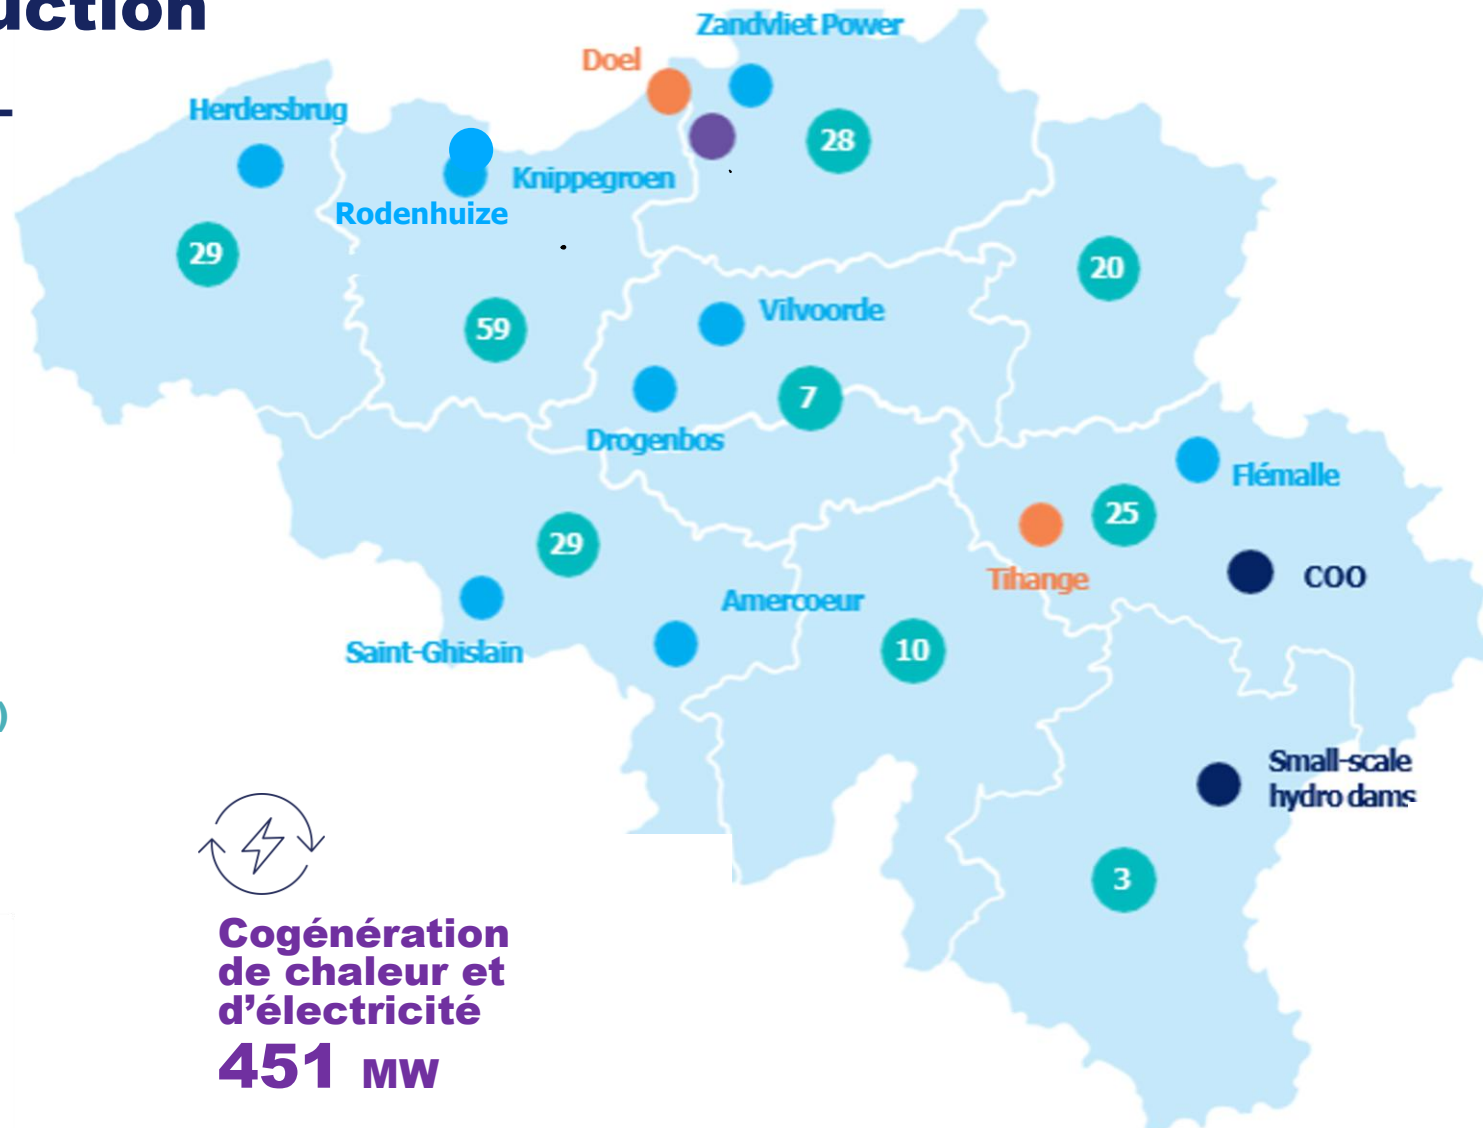 uction
-
Zandvliet Power
Doel
Herdersbrug
28
Knippegroen
Rodenhuize
29
20
59
Vilvoorde
7
Drogenbos
Flémalle
25
29
Tihange
COO
Amercoeur
Saint-Ghislain
10
)
Small-scale
hydro dams
3
Cogénération
de chaleur et
d’électricité
451 MW